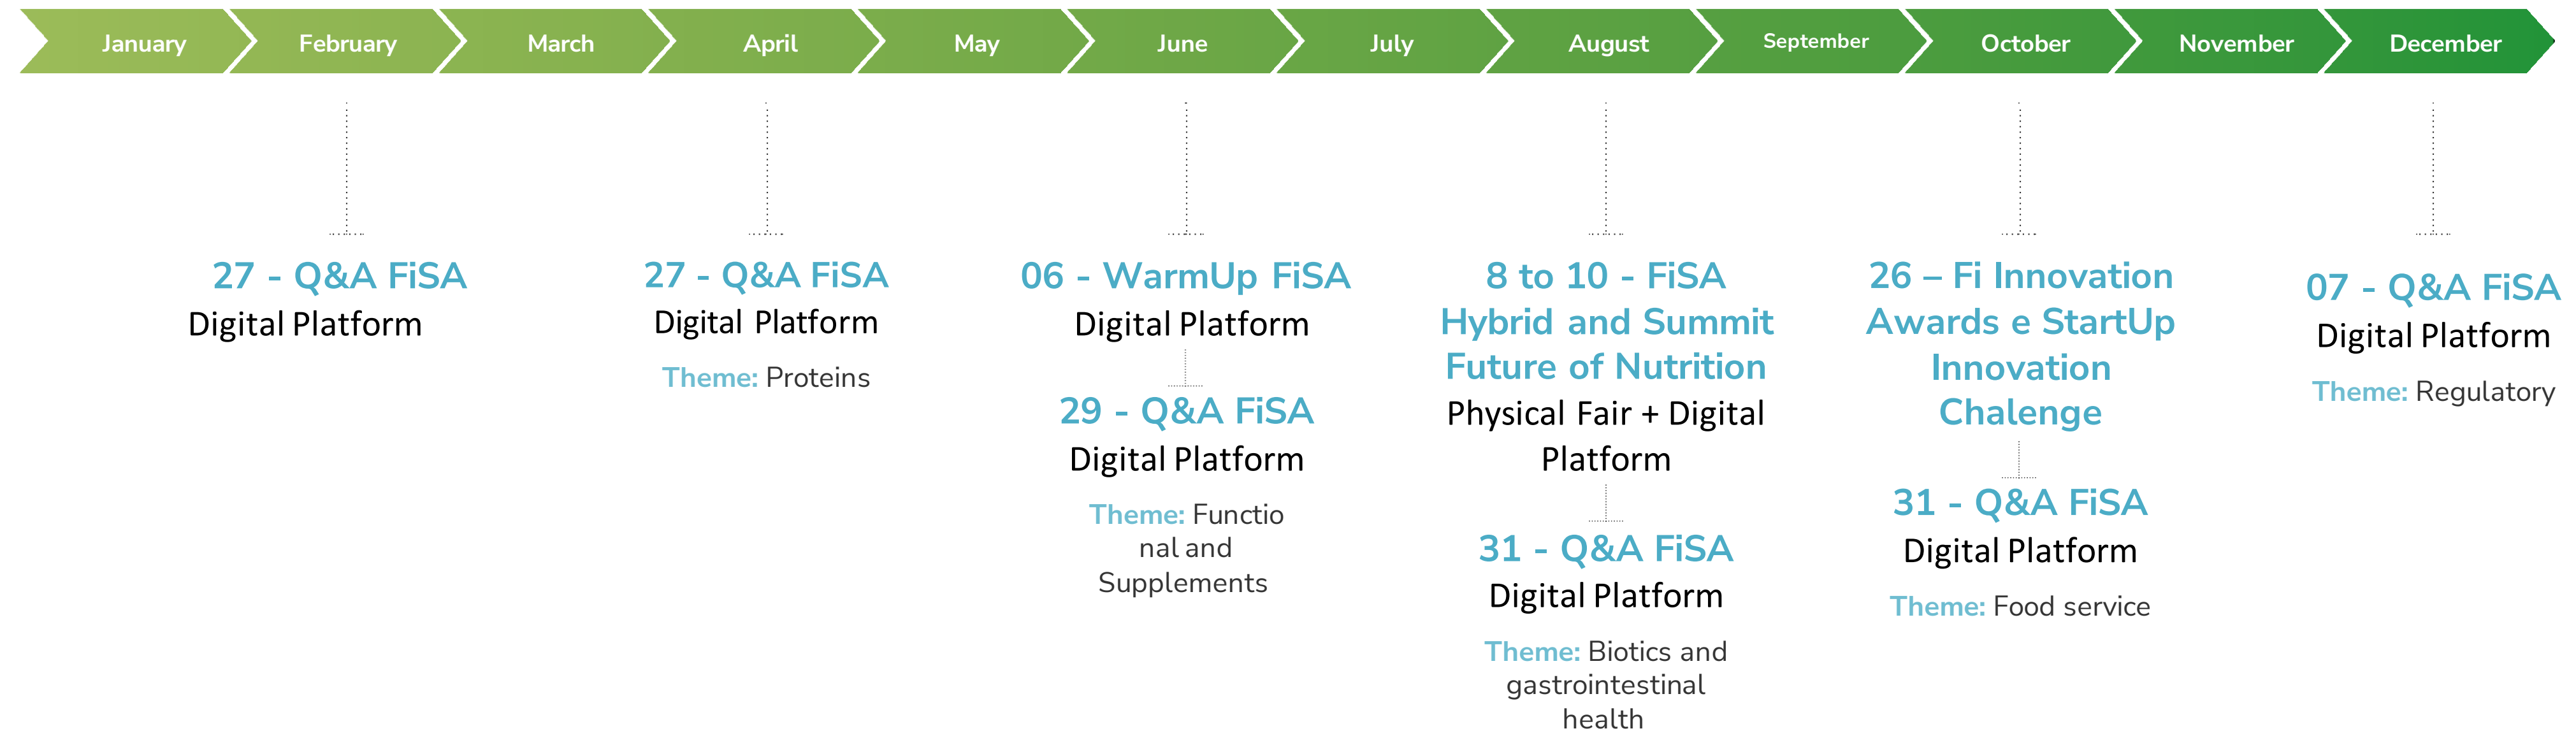 January
February
March
April
May
June
July
August
September
October
November
December
27 - Q&A FiSA
Digital Platform
27 - Q&A FiSA
Digital Platform
Theme: Proteins
06 - WarmUp FiSA
Digital Platform
29 - Q&A FiSA
Digital Platform
Theme: Functio
nal and
Supplements
8 to 10 - FiSA
Hybrid and Summit
Future of Nutrition
Physical Fair + Digital
Platform
31 - Q&A FiSA
Digital Platform
Theme: Biotics and
gastrointestinal
health
26 – Fi Innovation
Awards e StartUp
Innovation
Chalenge
31 - Q&A FiSA
Digital Platform
Theme: Food service
07 - Q&A FiSA
Digital Platform
Theme: Regulatory